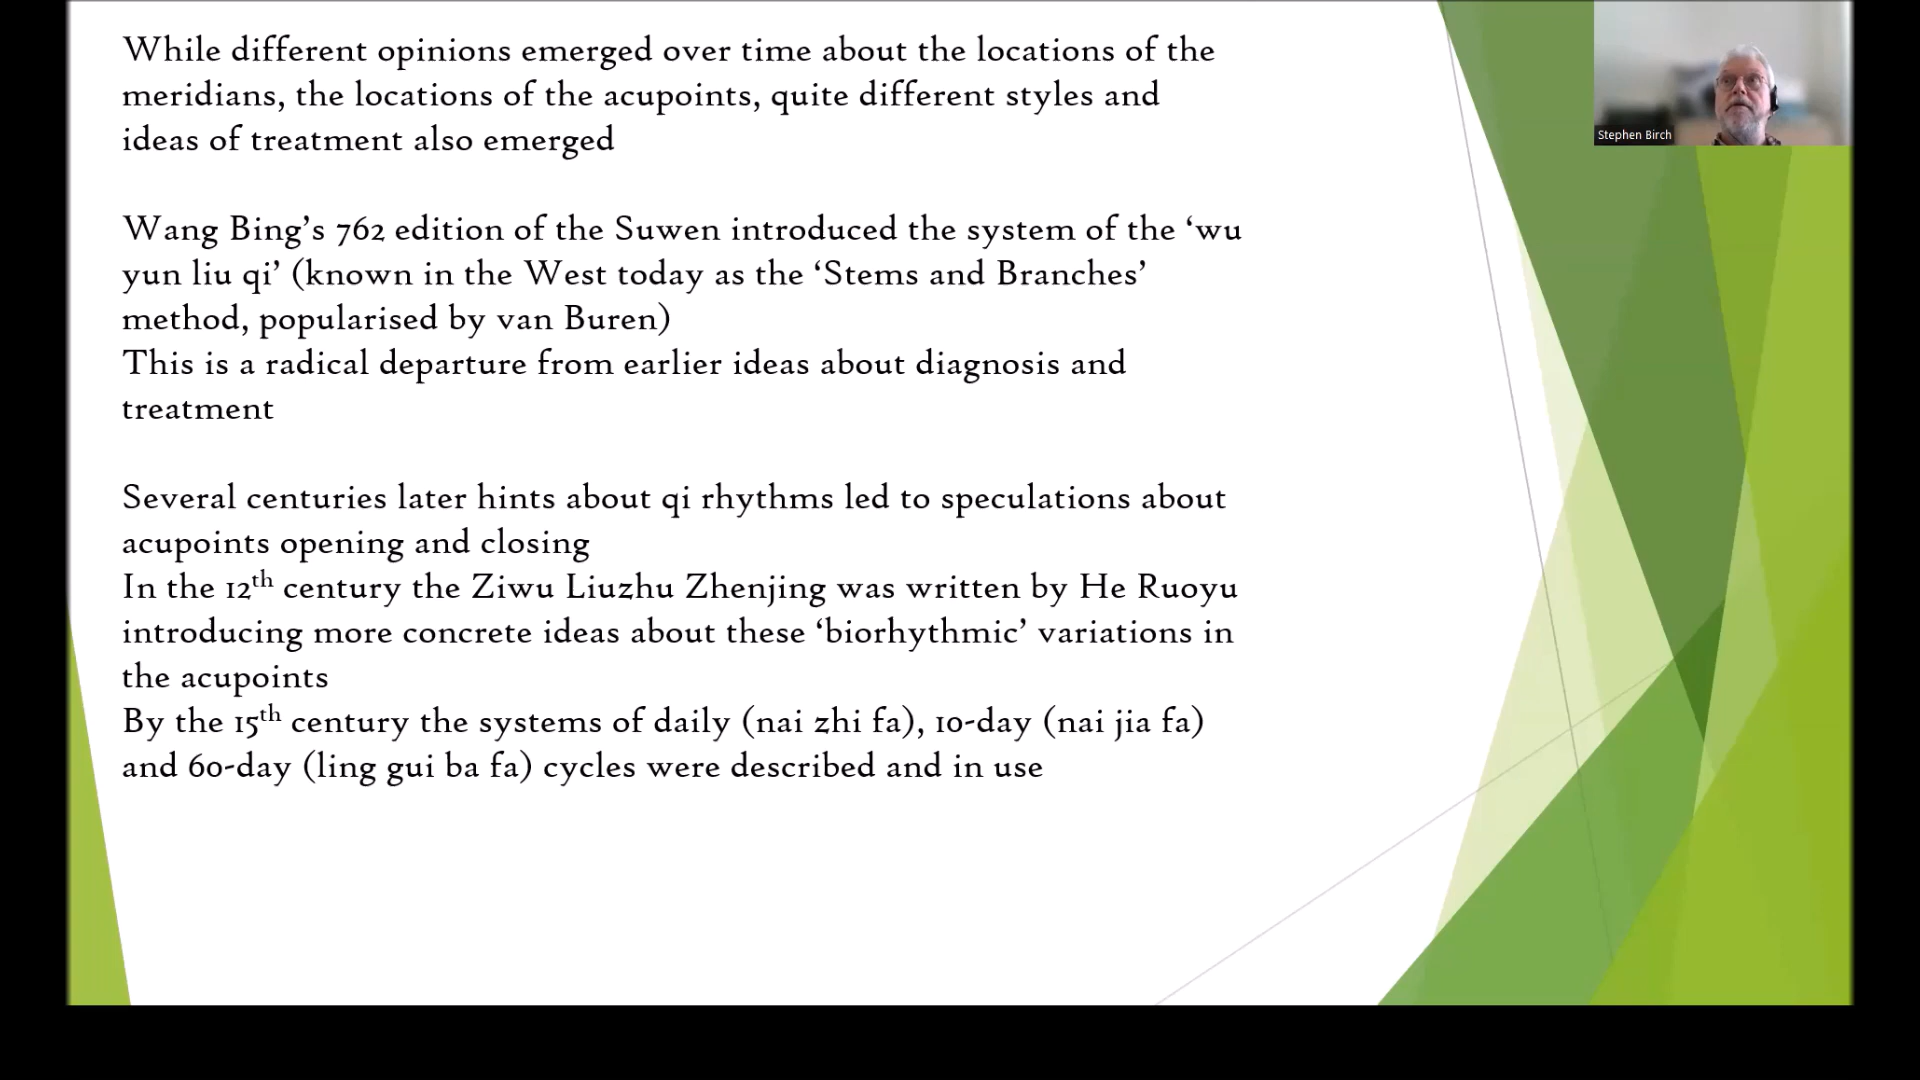 While different opinions emerged over time about the locations of the
meridians, the locations of the acupoints, quite different styles and
ideas of treatment also emerged
Wang Bing’s 762 edition of the Suwen introduced the system of the ‘wu
yun liu qi’ (known in the West today as the ‘Stems and Branches’
method, popularised by van Buren)
This is a radical departure from earlier ideas about diagnosis and
treatment
Several centuries later hints about qi rhythms led to speculations about
acupoints opening and closing
In the 12th century the Ziwu Liuzhu Zhenjing was written by He Ruoyu
introducing more concrete ideas about these ‘biorhythmic’ variations in
the acupoints
By the 15th century the systems of daily (nai zhi fa), 10-day (nai jia fa)
and 60-day (ling gui ba fa) cycles were described and in use
Stephen Birch